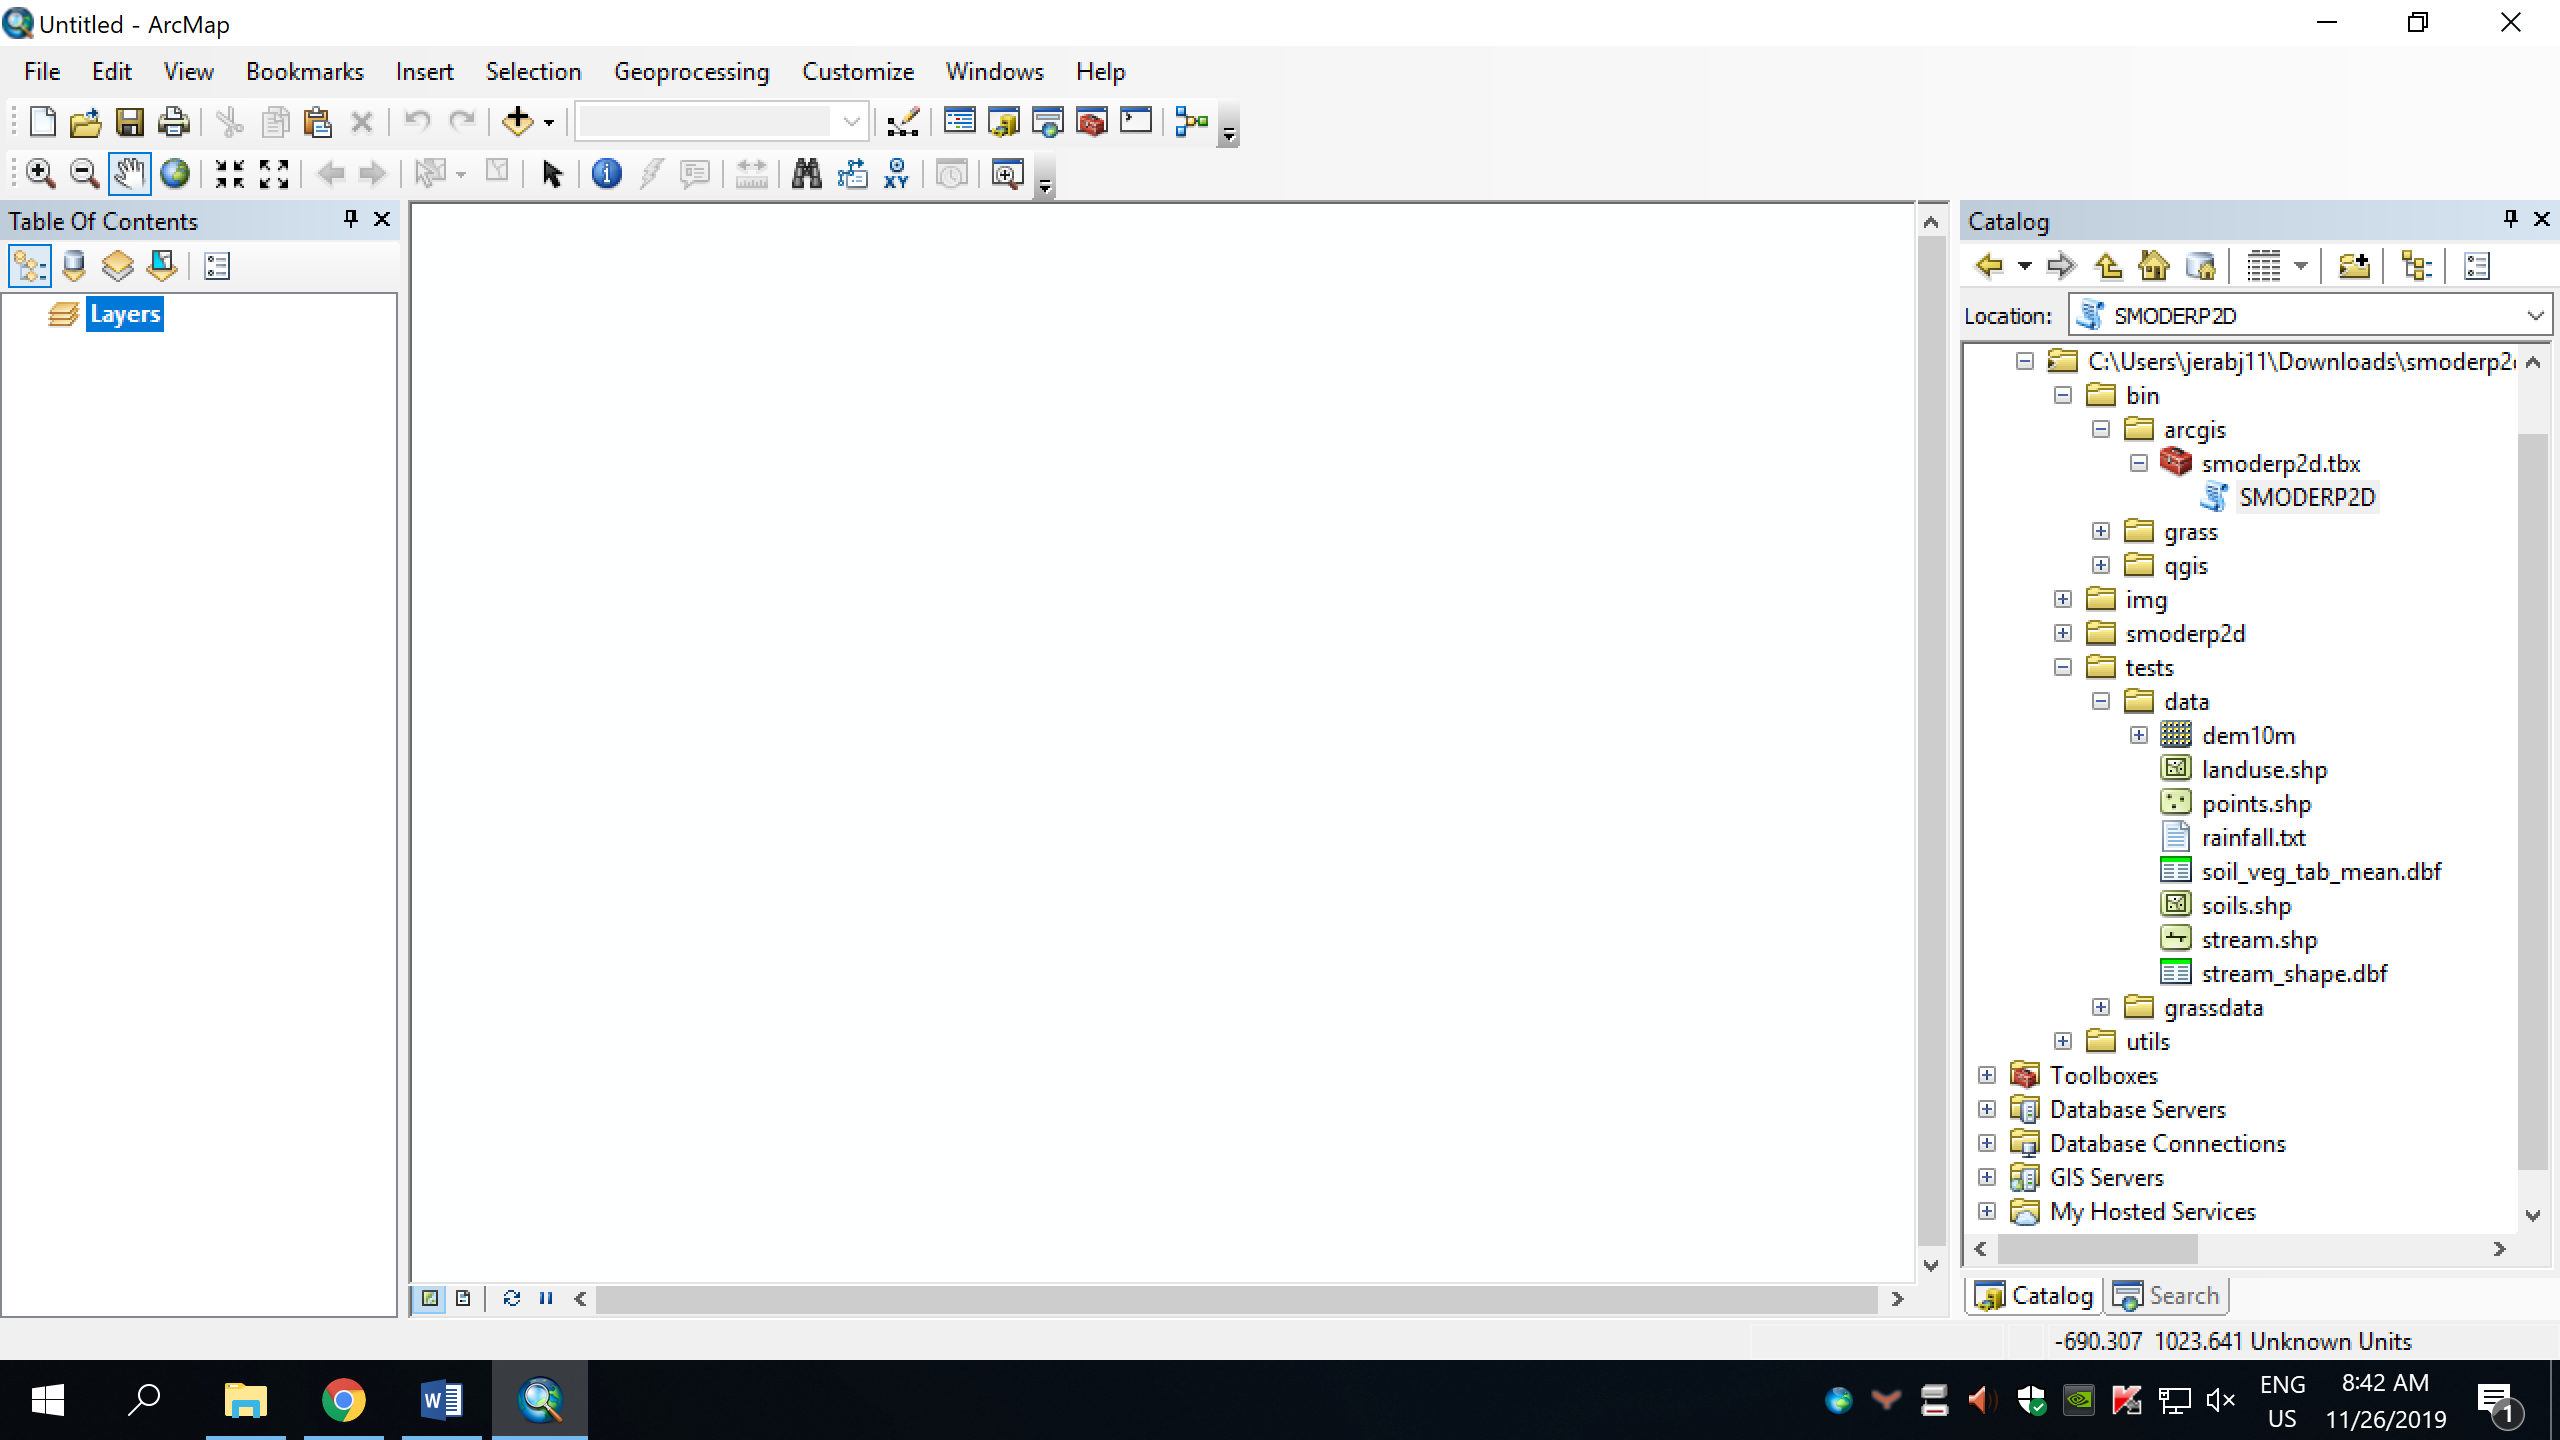 Untitled - ArcMap
File Edit View Bookmarks Insert Selection Geoprocessing Customize Windows Help
XY
Table Of Contents
Layers
Catalog
Location: SMODERP2D
C:\Users\jerabj11\Downloads\smoderp2
bin
arcgis
smoderp2d.tbx
SMODERP2D
grass
qgis
img
smoderp2d
tests
data
dem10m
landuse.shp
points.shp
rainfall.txt
soil_veg_tab_mean.dbf
soils.shp
stream.shp
stream_shape.dbf
grassdata
utils
Toolboxes
Database Servers
Database Connections
GIS Servers
My Hosted Services
Catalog Search
-690.307 1023.641 Unknown Units
ENG 8:42 AM
US 11/26/2019
1